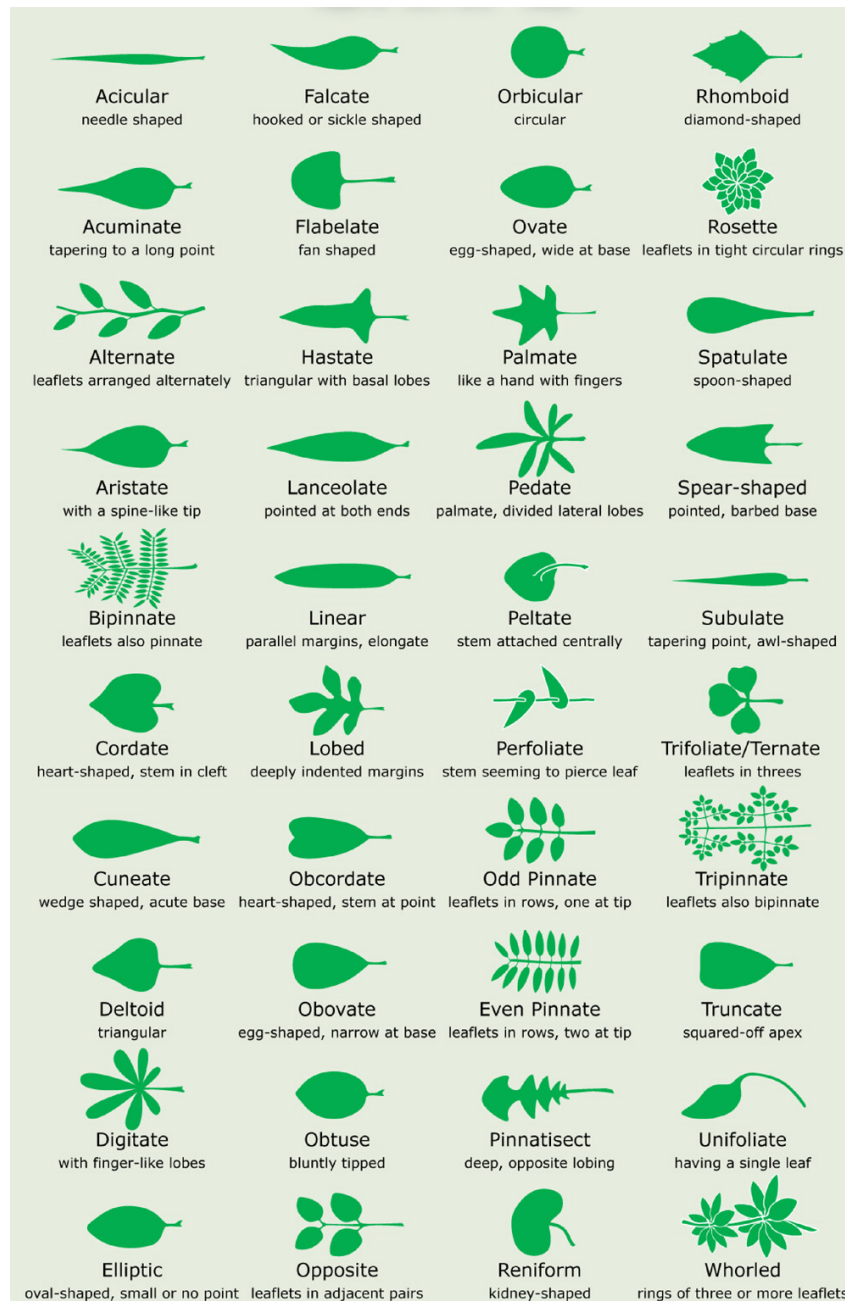 Acicular
needle shaped
Falcate
hooked or sickle shaped
Orbicular
circular
Rhomboid
diamond-shaped
Acuminate
tapering to a long point
Flabelate
fan shaped
Ovate
egg-shaped, wide at base
Rosette
leaflets in tight circular rings
Alternate
leaflets arranged alternately
Hastate
triangular with basal lobes
Palmate
like a hand with fingers
Spatulate
spoon-shaped
Aristate
with a spine-like tip
Lanceolate
pointed at both ends
Pedate
palmate, divided lateral lobes
Spear-shaped
pointed, barbed base
Bipinnate
leaflets also pinnate
Linear
parallel margins, elongate
Peltate
stem attached centrally
Subulate
tapering point, awl-shaped
Cordate
heart-shaped, stem in cleft
Lobed
deeply indented margins
Perfoliate
stem seeming to pierce leaf
Trifoliate/Ternate
leaflets in threes
Cuneate
wedge shaped, acute base
Obcordate
heart-shaped, stem at point
Odd Pinnate
leaflets in rows, one at tip
Tripinnate
leaflets also bipinnate
Deltoid
triangular
Obovate
egg-shaped, narrow at base
Even Pinnate
leaflets in rows, two at tip
Truncate
squared-off apex
Digitate
with finger-like lobes
Obtuse
bluntly tipped
Pinnatisect
deep, opposite lobing
Unifoliate
having a single leaf
Elliptic
oval-shaped, small or no point
Opposite
leaflets in adjacent pairs
Reniform
kidney-shaped
Whorled
rings of three or more leaflets